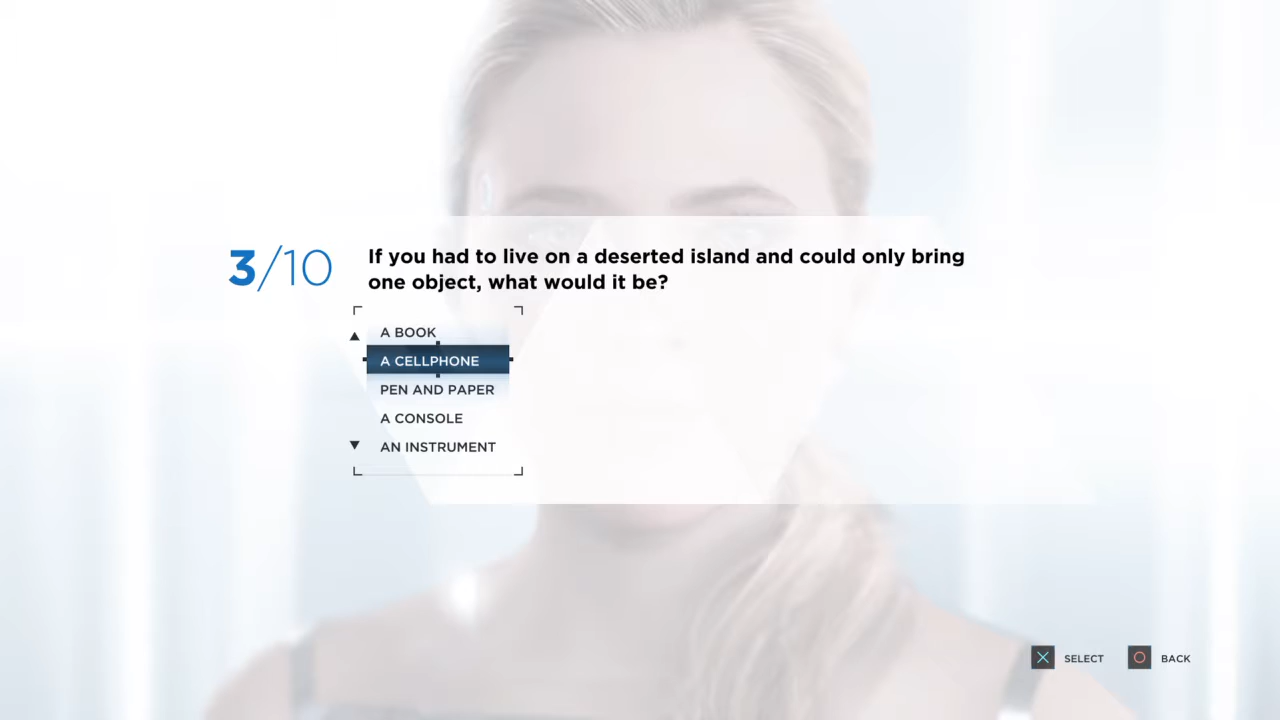 3/10
If you had to live on a deserted island and could only bring
one object, what would it be?
A BOOK
A CELLPHONE
PEN AND PAPER
A CONSOLE
AN INSTRUMENT
SELECT
BACK